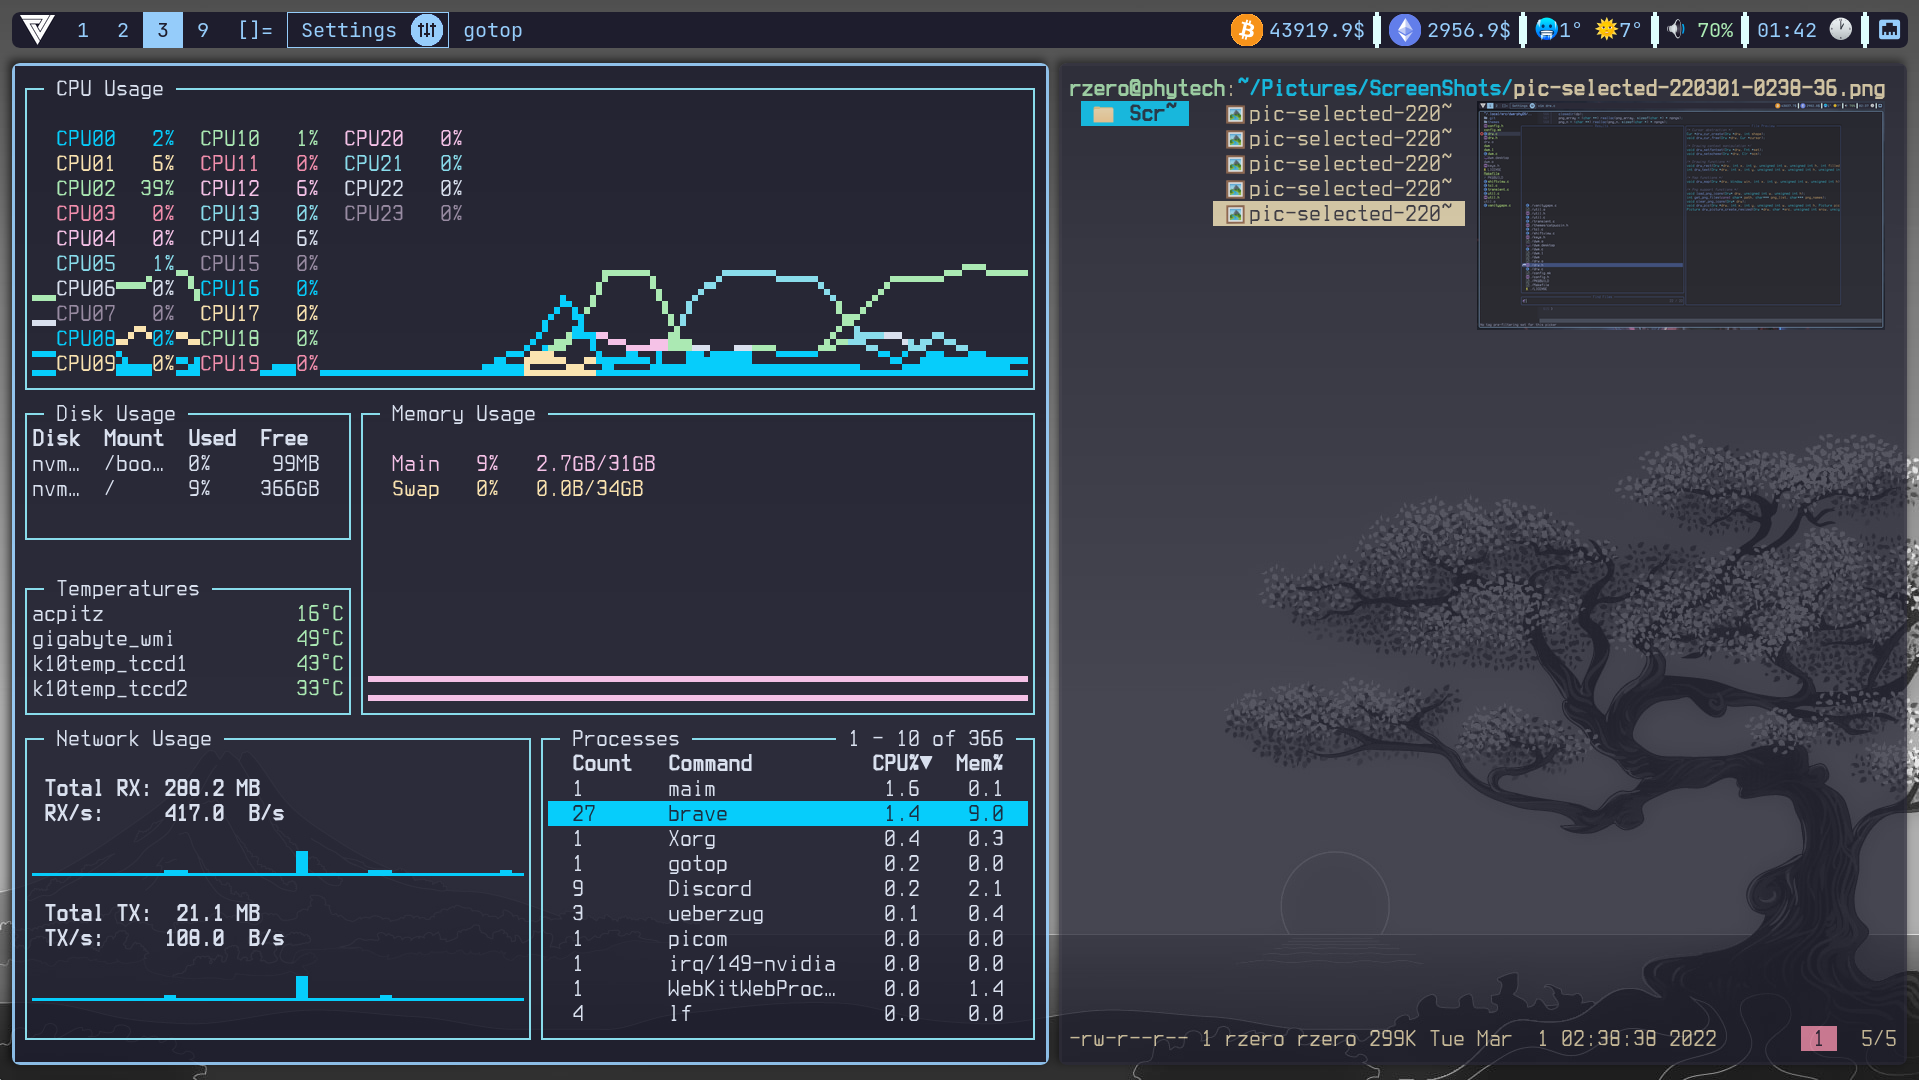 1 2 3 9 []= Settings gotop 43919.9$ 2956.9$ 1° 7° 70% 01:42
CPU Usage
CPU00 2% CPU10 1% CPU20 0%
CPU01 6% CPU11 0% CPU21 0%
CPU02 39% CPU12 6% CPU22 0%
CPU03 0% CPU13 0% CPU23 0%
CPU04 0% CPU14 6%
CPU05 1% CPU15 0%
CPU06 0% CPU16 0%
CPU07 0% CPU17 0%
CPU08 0% CPU18 0%
CPU09 0% CPU19 0%
Disk Usage
Disk Mount Used Free
nvm… /boo… 0% 99MB
nvm… / 9% 366GB
Memory Usage
Main 9% 2.7GB/31GB
Swap 0% 0.0B/34GB
Temperatures
acpitz 16°C
gigabyte_wmi 49°C
k10temp_tccd1 43°C
k10temp_tccd2 33°C
Network Usage
Total RX: 288.2 MB
RX/s: 417.0 B/s
Total TX: 21.1 MB
TX/s: 108.0 B/s
Processes 1 - 10 of 366
Count Command CPU%▼ Mem%
1 maim 1.6 0.1
27 brave 1.4 9.0
1 Xorg 0.4 0.3
1 gotop 0.2 0.0
9 Discord 0.2 2.1
3 ueberzug 0.1 0.4
1 picom 0.0 0.0
1 irq/149-nvidia 0.0 0.0
1 WebKitWebProc… 0.0 1.4
4 lf 0.0 0.0
rzero@phytech:~/Pictures/ScreenShots/pic-selected-220301-0238-36.png
Scr~ pic-selected-220~
pic-selected-220~
pic-selected-220~
pic-selected-220~
pic-selected-220~
-rw-r--r-- 1 rzero rzero 299K Tue Mar 1 02:38:38 2022 1 5/5